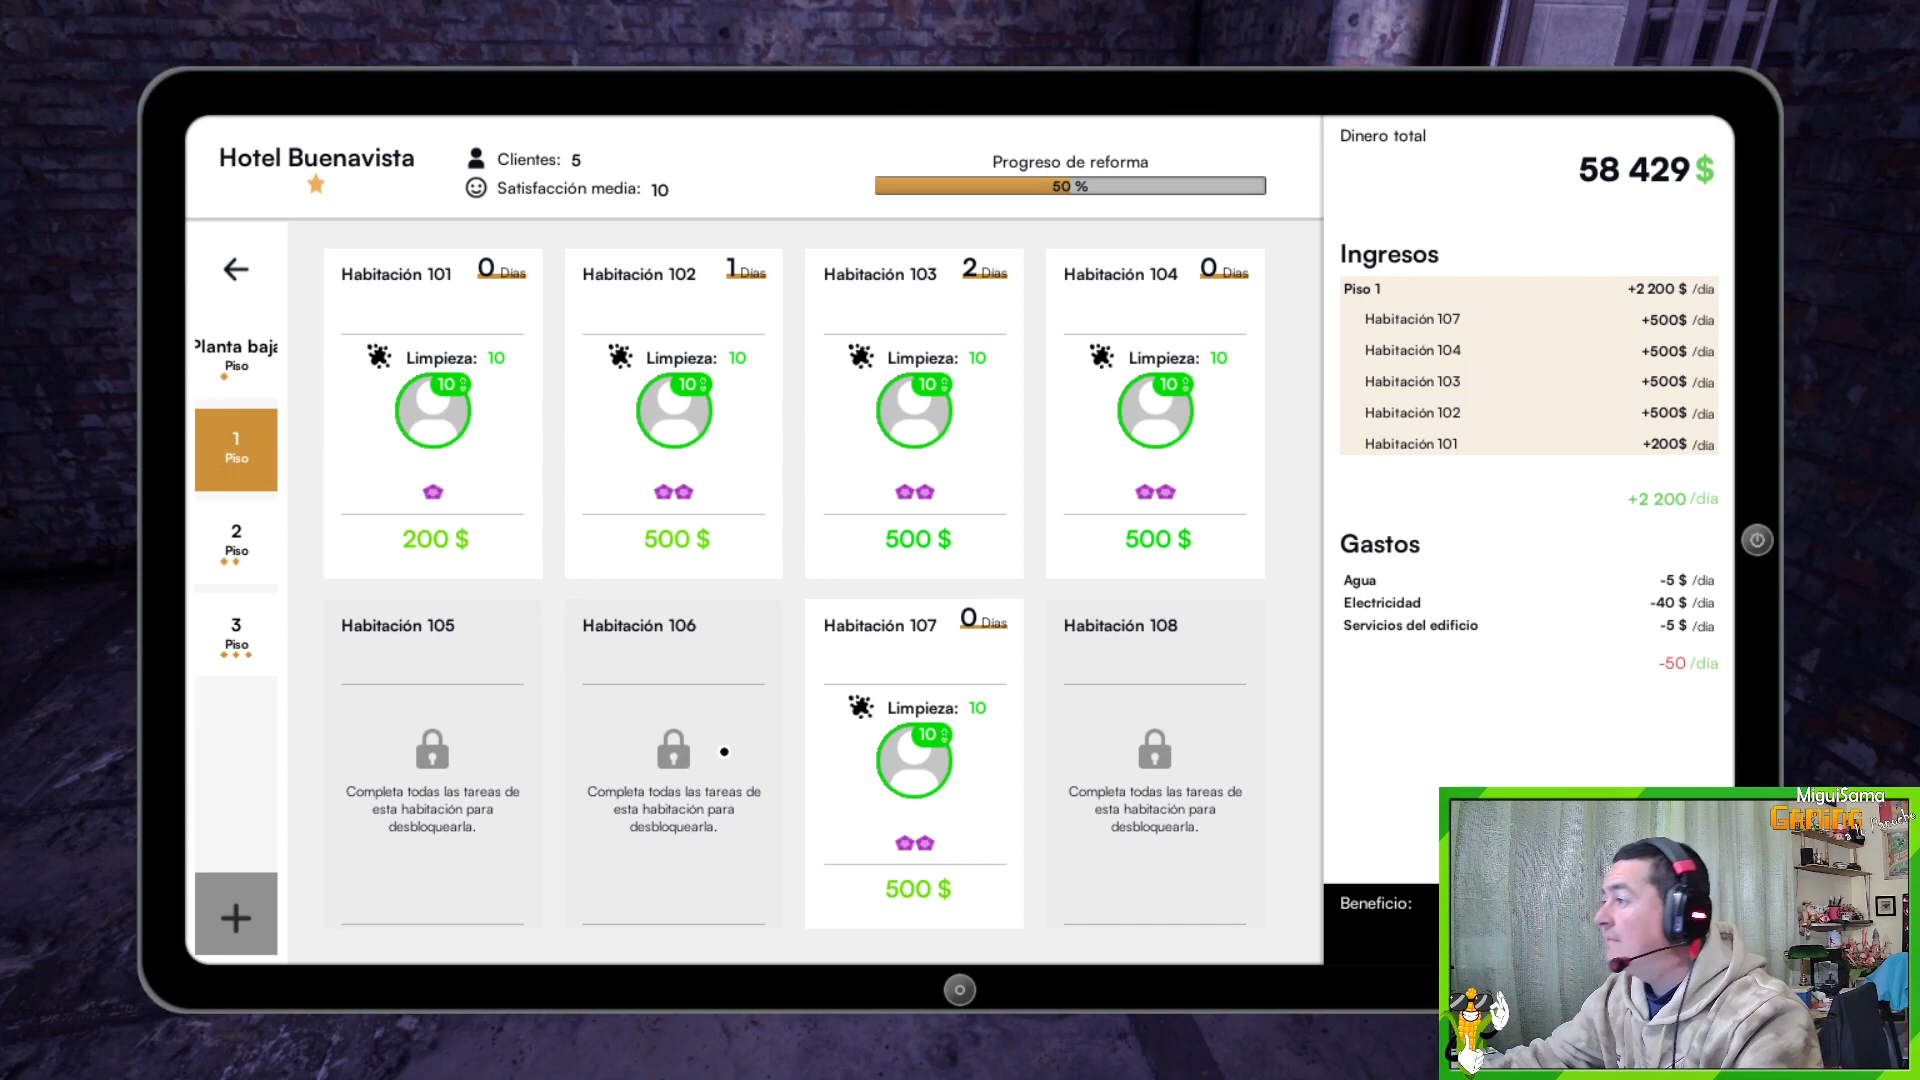 Hotel Buenavista
Clientes: 5
Satisfacción media: 10
Progreso de reforma
50 %
Dinero total
58 429 $
Planta baja
Piso
1
Piso
2
Piso
3
Piso
+
Habitación 101
0 Días
Limpieza: 10
10
200 $
Habitación 102
1 Días
Limpieza: 10
10
500 $
Habitación 103
2 Días
Limpieza: 10
10
500 $
Habitación 104
0 Días
Limpieza: 10
10
500 $
Habitación 105
Completa todas las tareas de
esta habitación para
desbloquearla.
Habitación 106
Completa todas las tareas de
esta habitación para
desbloquearla.
Habitación 107
0 Días
Limpieza: 10
10
500 $
Habitación 108
Completa todas las tareas de
esta habitación para
desbloquearla.
Ingresos
Piso 1 +2 200 $ /día
Habitación 107 +500$ /día
Habitación 104 +500$ /día
Habitación 103 +500$ /día
Habitación 102 +500$ /día
Habitación 101 +200$ /día
+2 200 /día
Gastos
Agua -5 $ /día
Electricidad -40 $ /día
Servicios del edificio -5 $ /día
-50 /día
Beneficio:
MiguiSama
Gaming